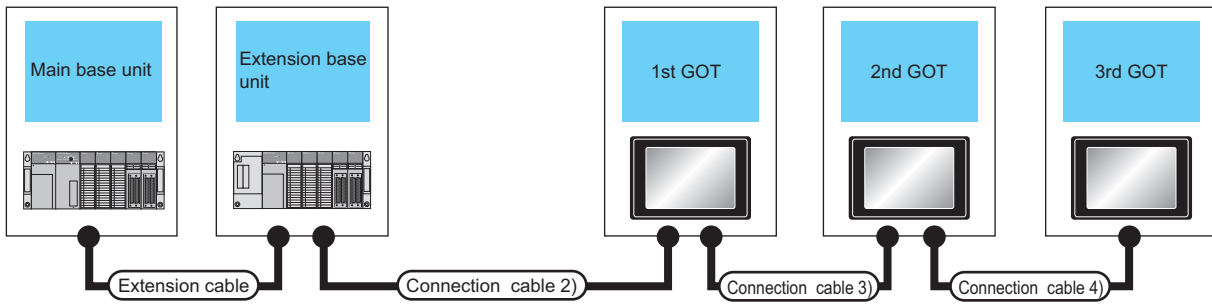 Main base unit
Extension base
unit
1st GOT
2nd GOT
3rd GOT
Extension cable
Connection cable 2)
Connection cable 3)
Connection cable 4)